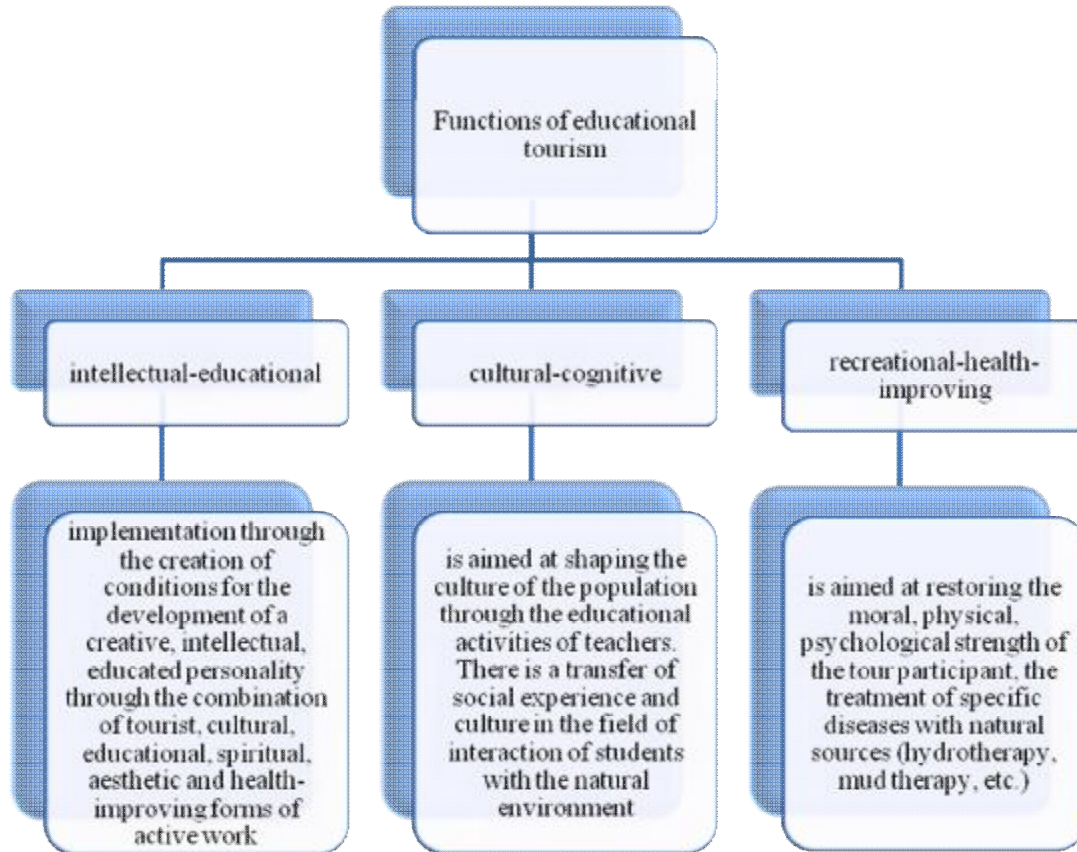 Functions of educational
tourism
intellectual-educational
cultural-cognitive
recreational-health-
improving
implementation through
the creation of
conditions for the
development of a
creative, intellectual,
educated personality
through the combination
of tourist, cultural,
educational, spiritual,
aesthetic and health-
improving forms of
active work
is aimed at shaping the
culture of the population
through the educational
activities of teachers.
There is a transfer of
social experience and
culture in the field of
interaction of students
with the natural
environment
is aimed at restoring the
moral, physical,
psychological strength of
the tour participant, the
treatment of specific
diseases with natural
sources (hydrotherapy,
mud therapy, etc.)